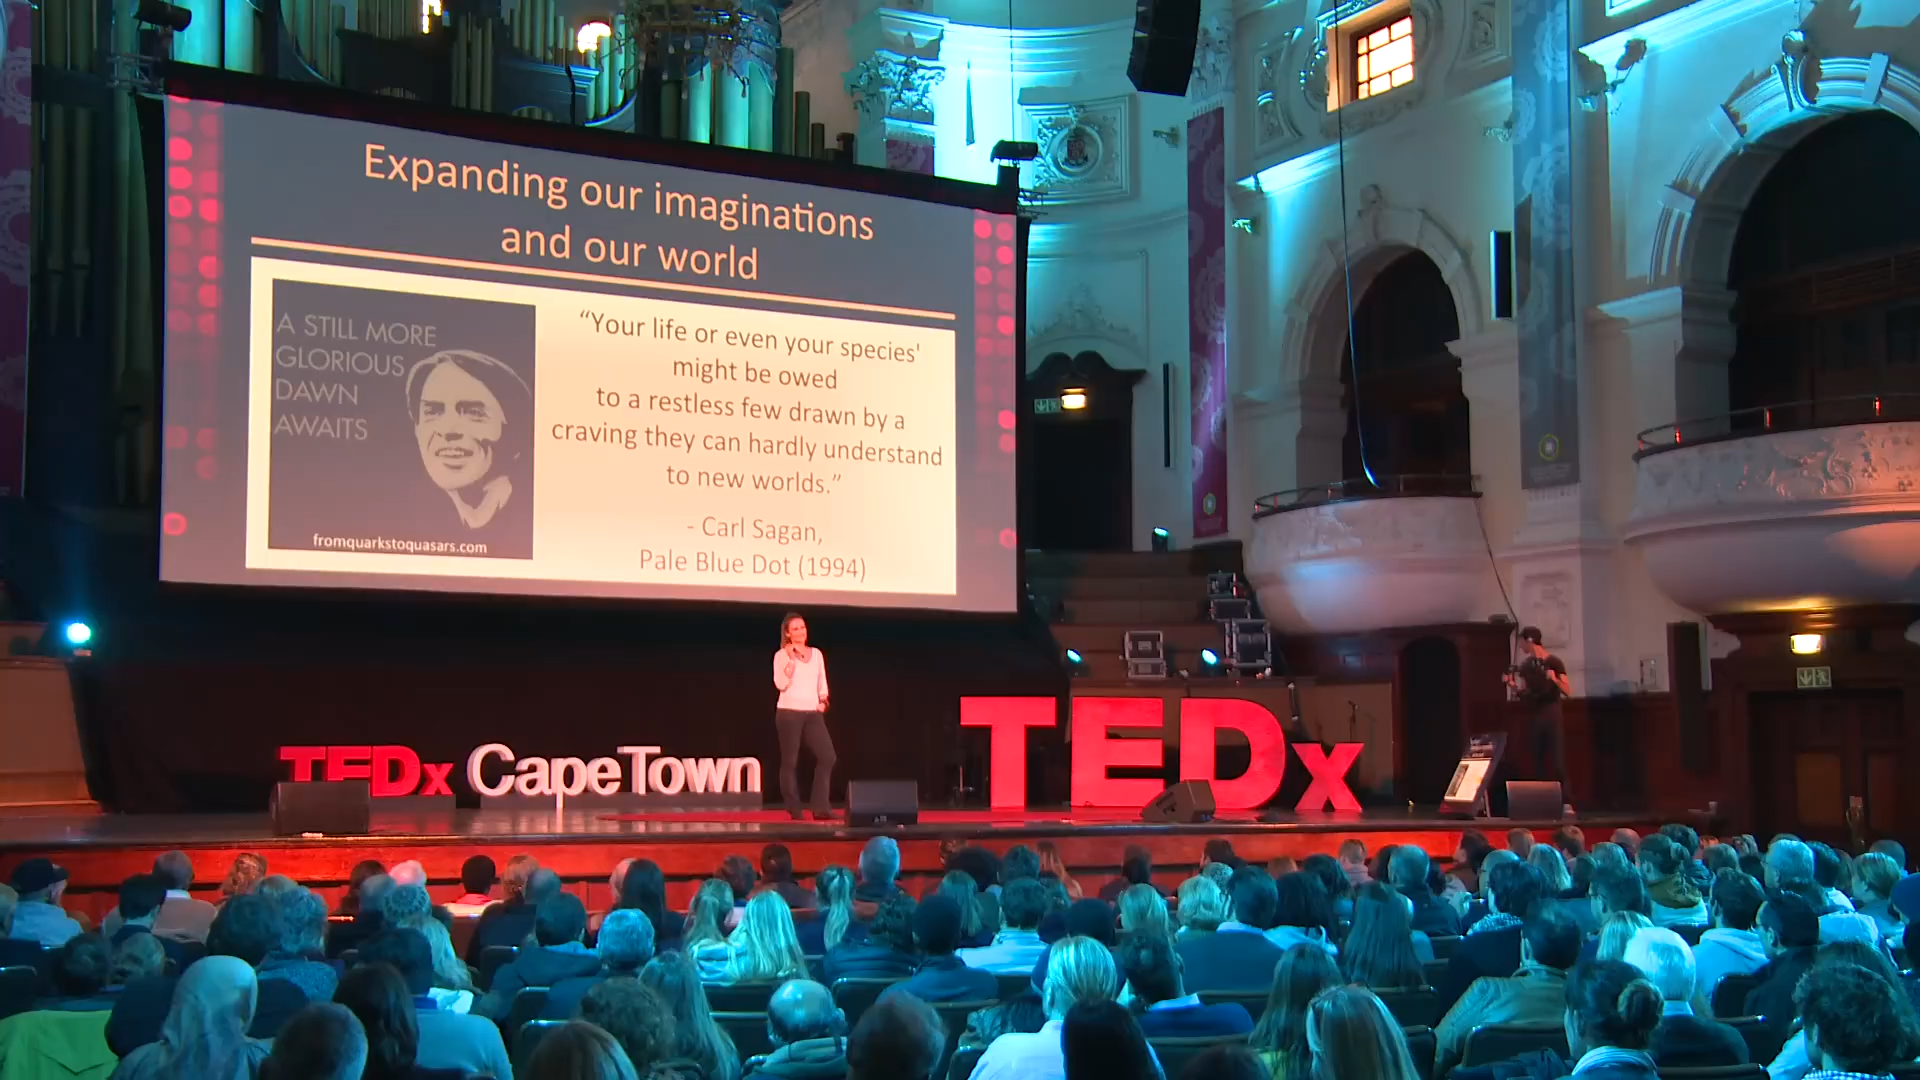 Expanding our imaginations
and our world
A STILL MORE
GLORIOUS
DAWN
AWAITS
fromquarkstoquasars.com
“Your life or even your species'
might be owed
to a restless few drawn by a
craving they can hardly understand
to new worlds.”
- Carl Sagan,
Pale Blue Dot (1994)
TEDx CapeTown
TEDx